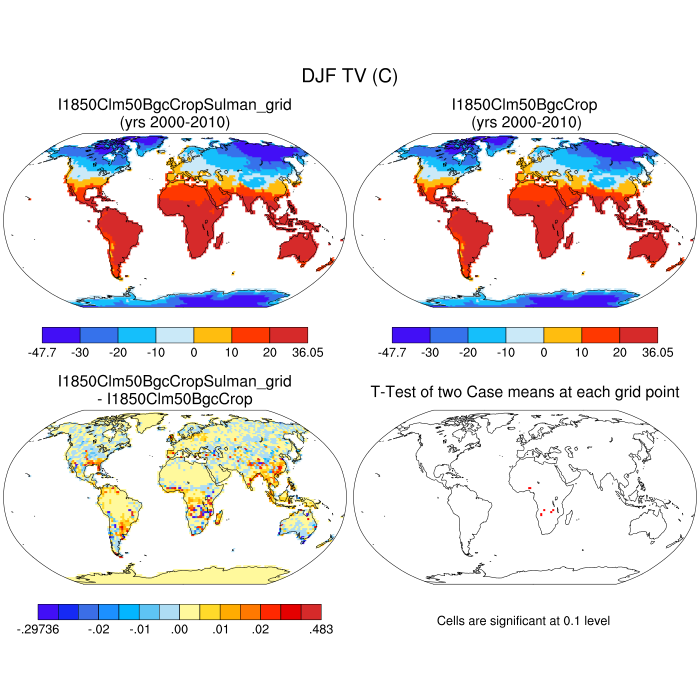 DJF TV (C)
I1850Clm50BgcCropSulman_grid
(yrs 2000-2010)
I1850Clm50BgcCrop
(yrs 2000-2010)
-47.7 -30 -20 -10 0 10 20 36.05
-47.7 -30 -20 -10 0 10 20 36.05
I1850Clm50BgcCropSulman_grid
- I1850Clm50BgcCrop
T-Test of two Case means at each grid point
-.29736 -.02 -.01 .00 .01 .02 .483
Cells are significant at 0.1 level